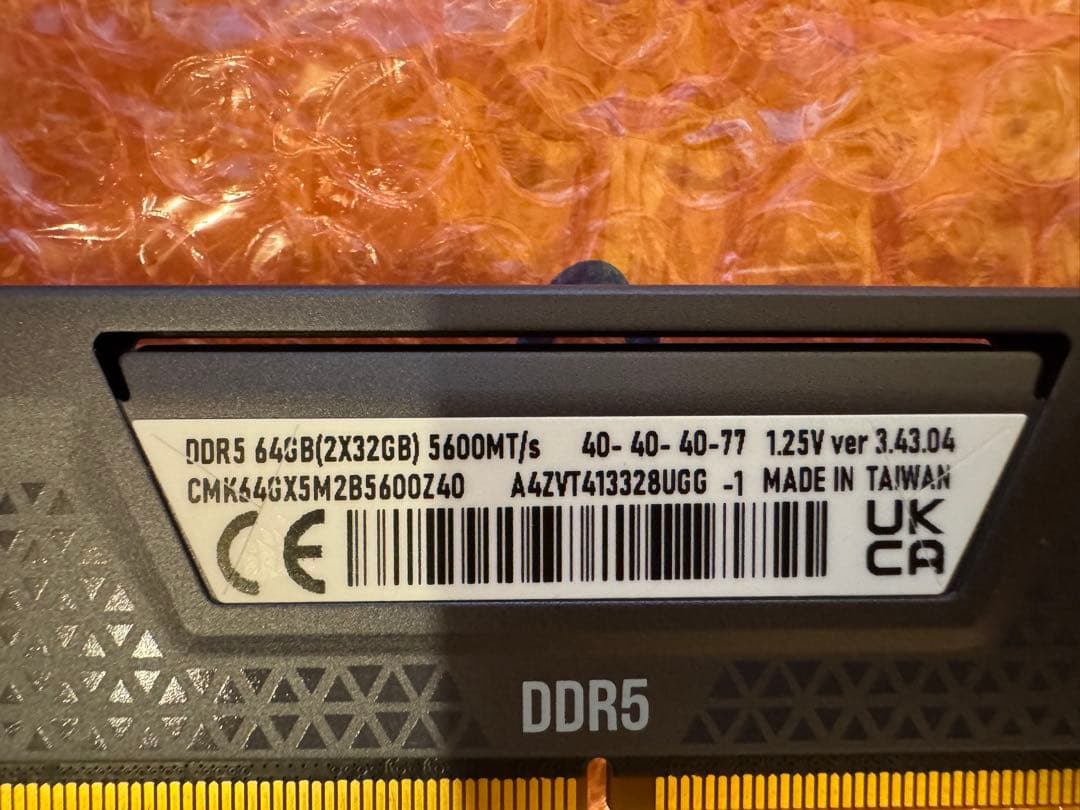 DDR5 64GB(2X32GB) 5600MT/s 40- 40- 40-77 1.25V ver 3.43.04
CMK64GX5M2B5600Z40 A4ZVT413328UGG -1 MADE IN TAIWAN
CE
UK
CA
DDR5